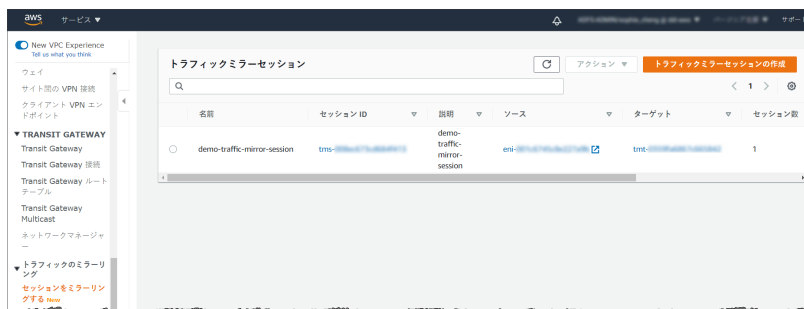 aws サービス ▼
サポー
New VPC Experience
Tell us what you think
ウェイ
サイト間の VPN 接続
クライアント VPN エン
ドポイント
▼ TRANSIT GATEWAY
Transit Gateway
Transit Gateway 接続
Transit Gateway ルート
テーブル
Transit Gateway
Multicast
ネットワークマネージャ
ー
▼ トラフィックのミラーリ
ング
セッションをミラーリン
グする New
トラフィックミラーセッション
アクション ▼
トラフィックミラーセッションの作成
< 1 >
名前 セッション ID ▽ 説明 ▽ ソース ▽ ターゲット ▽ セッション数
demo-traffic-mirror-session tms- demo-
traffic-
mirror-
session
eni- tmt- 1